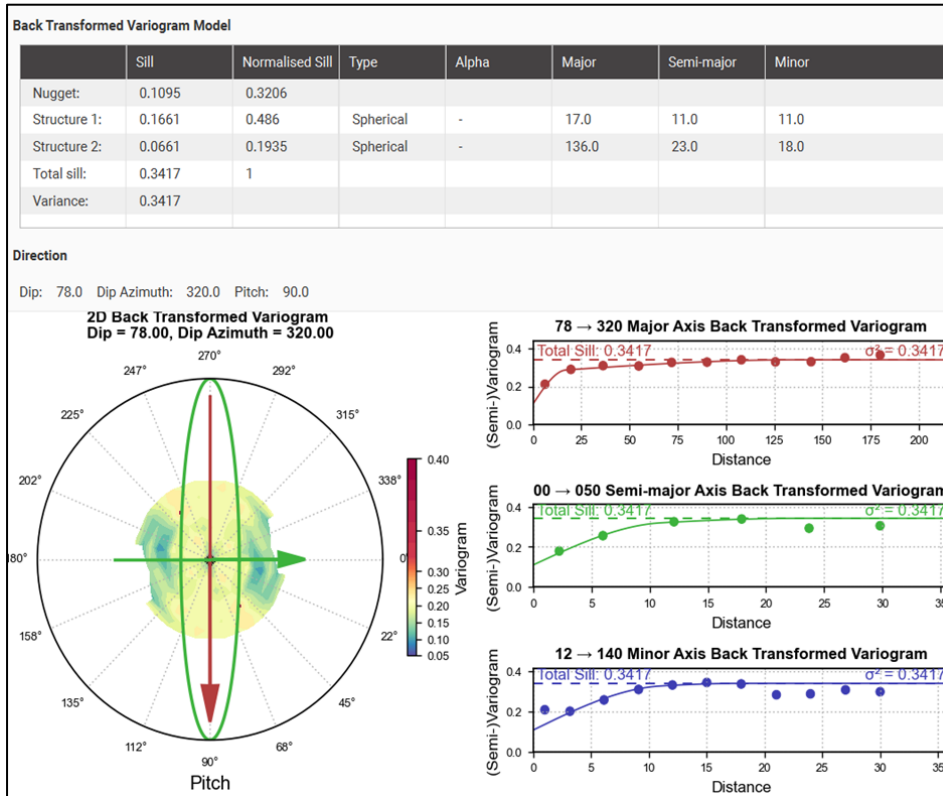 Back Transformed Variogram Model
Sill Normalised Sill Type Alpha Major Semi-major Minor
Nugget: 0.1095 0.3206
Structure 1: 0.1661 0.486 Spherical - 17.0 11.0 11.0
Structure 2: 0.0661 0.1935 Spherical - 136.0 23.0 18.0
Total sill: 0.3417 1
Variance: 0.3417
Direction
Dip: 78.0 Dip Azimuth: 320.0 Pitch: 90.0
2D Back Transformed Variogram
Dip = 78.00, Dip Azimuth = 320.00
270°
247° 292°
225° 315°
202° 338°
180° 0°
158° 22°
135° 45°
112° 68°
90°
Pitch
0.40
0.35
0.30
0.25
0.20
0.15
0.10
0.05
Variogram
78 → 320 Major Axis Back Transformed Variogram
Total Sill: 0.3417 σ² = 0.3417
0.4
0.2
0.0
0 25 50 75 100 125 150 175 200
Distance
(Semi-)Variogram
00 → 050 Semi-major Axis Back Transformed Variogram
Total Sill: 0.3417 σ² = 0.3417
0.4
0.2
0.0
0 5 10 15 20 25 30 35
Distance
(Semi-)Variogram
12 → 140 Minor Axis Back Transformed Variogram
Total Sill: 0.3417 σ² = 0.3417
0.4
0.2
0.0
0 5 10 15 20 25 30 35
Distance
(Semi-)Variogram